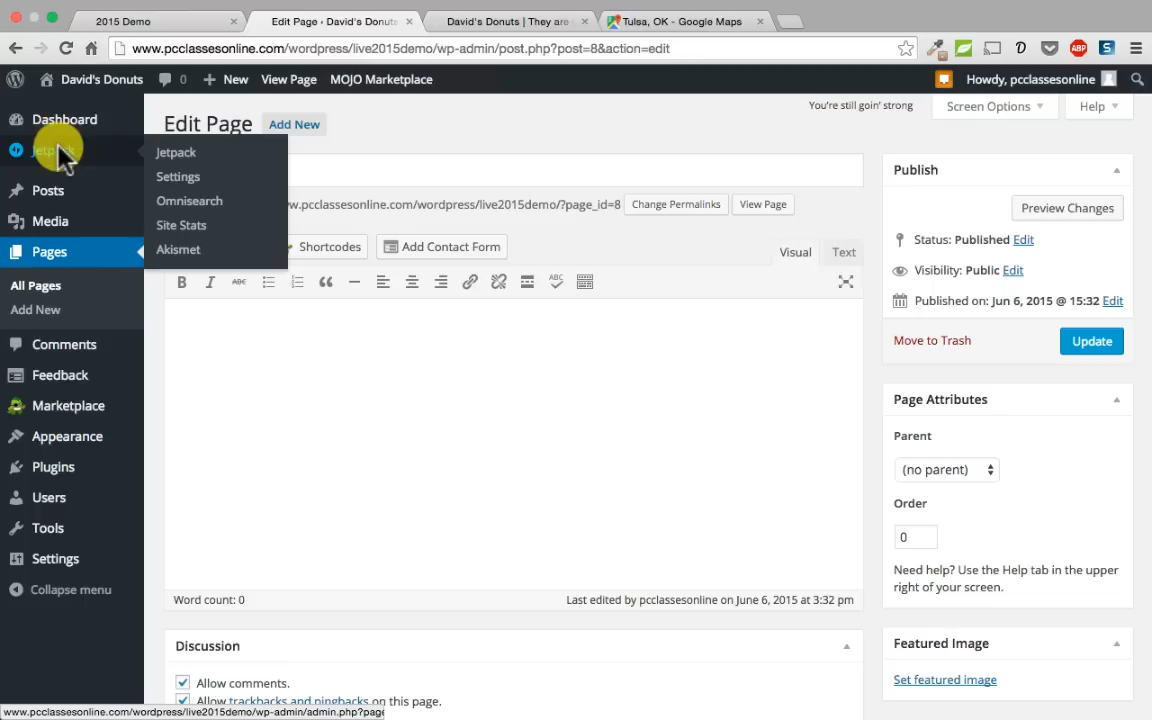 2015 Demo
Edit Page ‹ David's Donuts
David's Donuts | They are
Tulsa, OK - Google Maps
www.pcclassesonline.com/wordpress/live2015demo/wp-admin/post.php?post=8&action=edit
ABP
David's Donuts
0
New
View Page
MOJO Marketplace
Howdy, pcclassesonline
You're still goin' strong
Screen Options
Help
Edit Page
Add New
Dashboard
Jetpack
Posts
Media
Pages
All Pages
Add New
Comments
Feedback
Marketplace
Appearance
Plugins
Users
Tools
Settings
Collapse menu
Jetpack
Settings
Omnisearch
Site Stats
Akismet
ww.pcclassesonline.com/wordpress/live2015demo/?page_id=8
Change Permalinks
View Page
Shortcodes
Add Contact Form
Visual
Text
B
I
ABC
ABC
Word count: 0
Last edited by pcclassesonline on June 6, 2015 at 3:32 pm
Discussion
Allow comments.
Allow trackbacks and pingbacks on this page.
Publish
Preview Changes
Status: Published Edit
Visibility: Public Edit
Published on: Jun 6, 2015 @ 15:32 Edit
Move to Trash
Update
Page Attributes
Parent
(no parent)
Order
0
Need help? Use the Help tab in the upper
right of your screen.
Featured Image
Set featured image
www.pcclassesonline.com/wordpress/live2015demo/wp-admin/admin.php?page